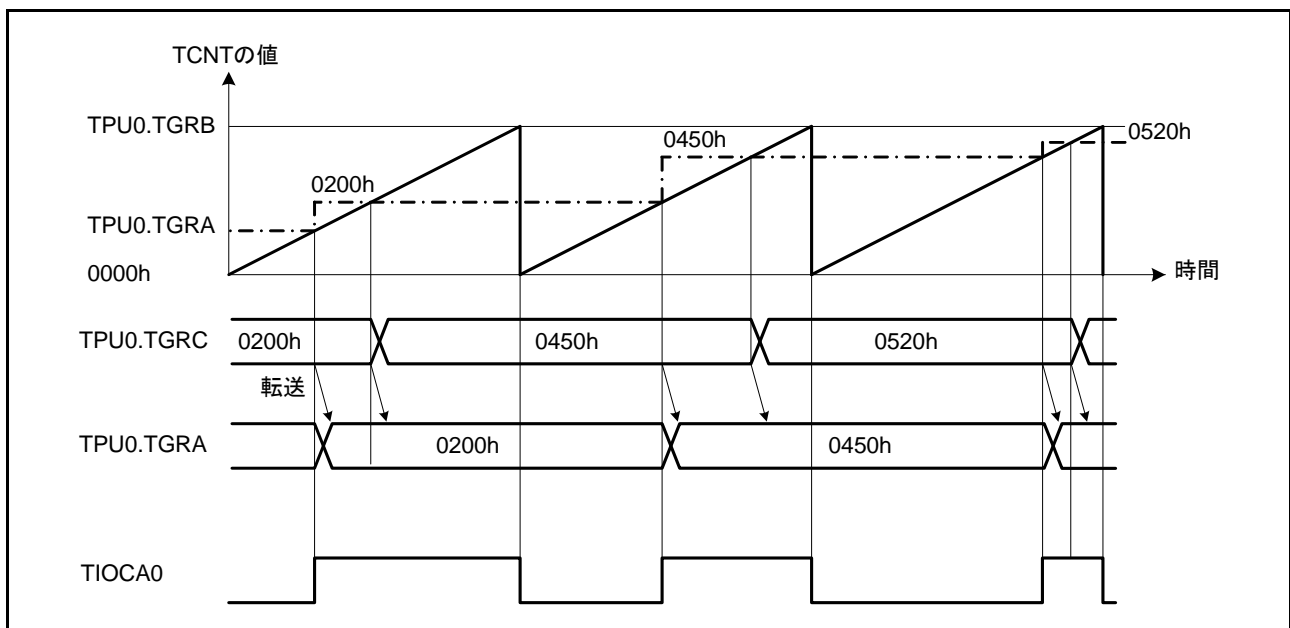 TCNTの値
TPU0.TGRB
0520h
0450h
0200h
TPU0.TGRA
0000h
時間
TPU0.TGRC
0200h
0450h
0520h
転送
TPU0.TGRA
0200h
0450h
TIOCA0